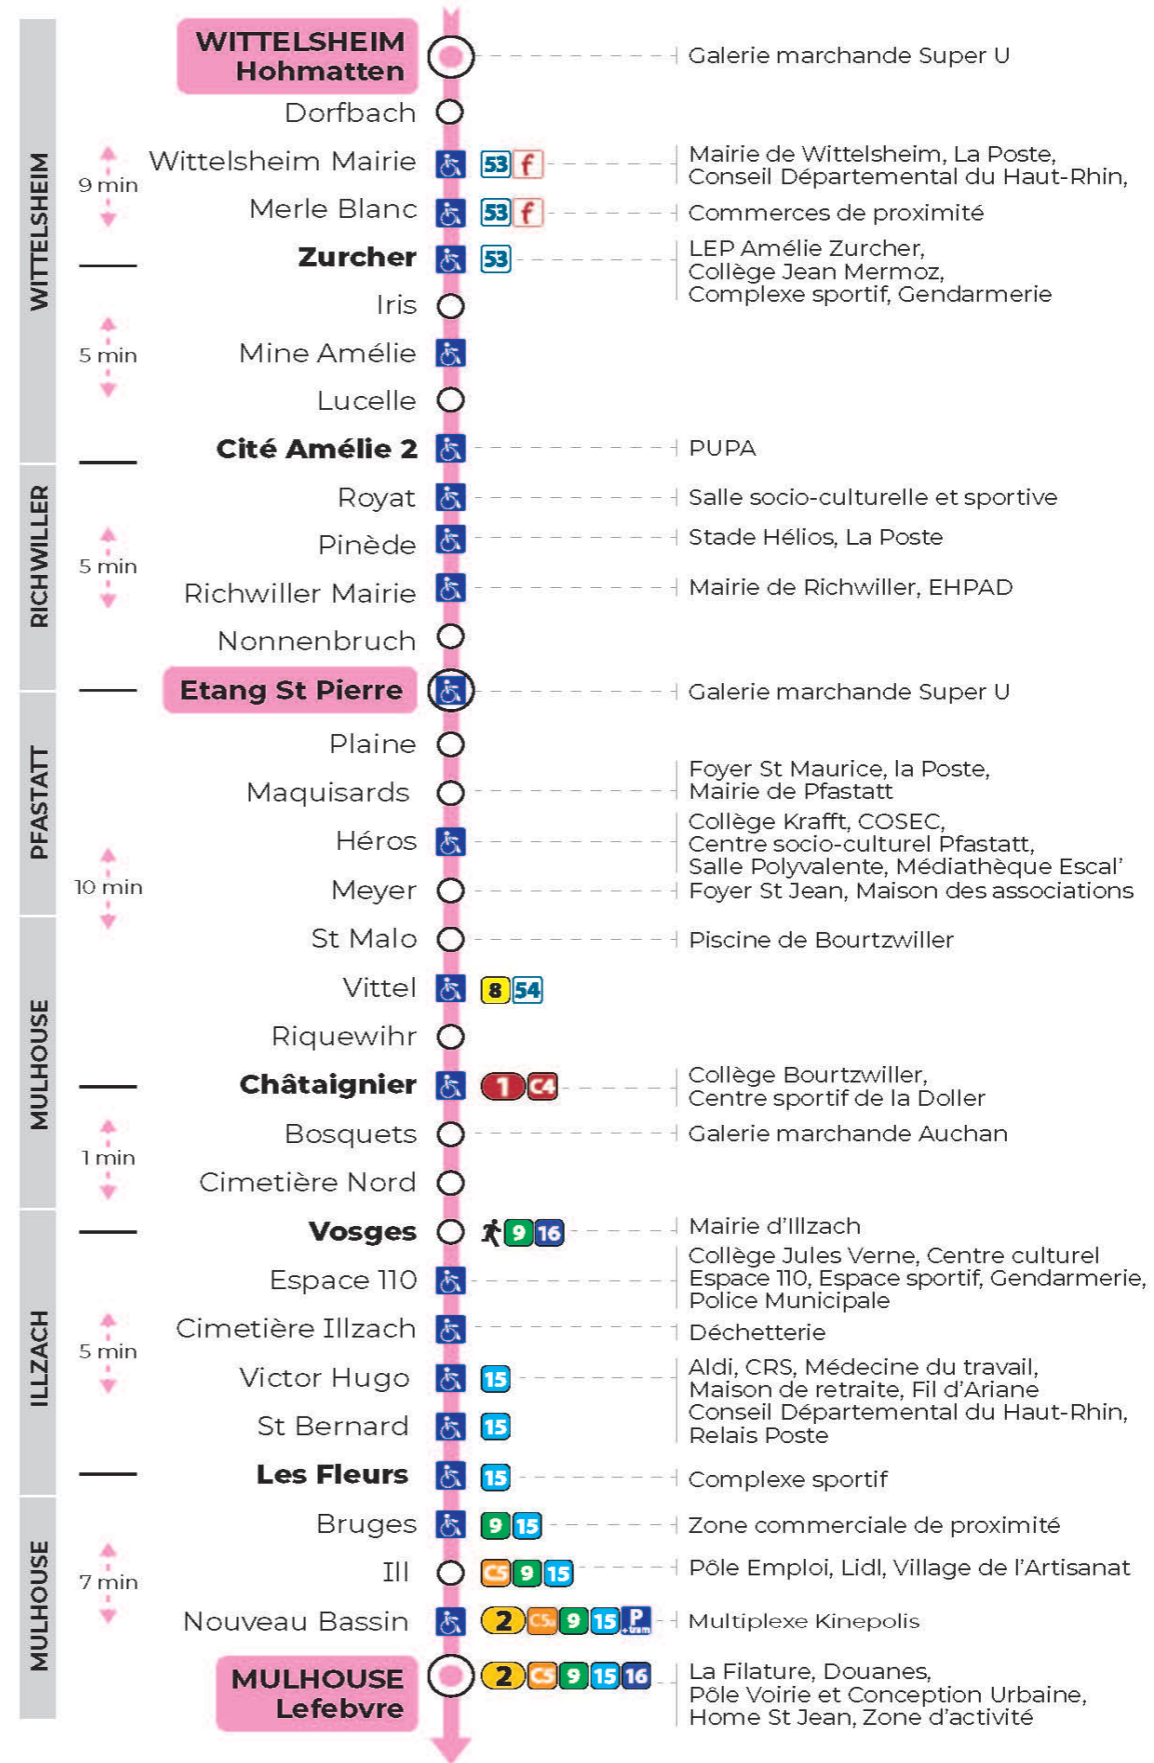 WITTELSHEIM
Hohmatten
Galerie marchande Super U
Dorfbach
WITTELSHEIM
9 min
Wittelsheim Mairie
53 f
Mairie de Wittelsheim, La Poste,
Conseil Départemental du Haut-Rhin,
Merle Blanc
53 f
Commerces de proximité
Zurcher
53
LEP Amélie Zurcher,
Collège Jean Mermoz,
Complexe sportif, Gendarmerie
Iris
5 min
Mine Amélie
Lucelle
Cité Amélie 2
PUPA
RICHWILLER
Royat
Salle socio-culturelle et sportive
5 min
Pinède
Stade Hélios, La Poste
Richwiller Mairie
Mairie de Richwiller, EHPAD
Nonnenbruch
Etang St Pierre
Galerie marchande Super U
PFASTATT
Plaine
Maquisards
Foyer St Maurice, la Poste,
Mairie de Pfastatt
Héros
Collège Krafft, COSEC,
Centre socio-culturel Pfastatt,
Salle Polyvalente, Médiathèque Escal’
10 min
Meyer
Foyer St Jean, Maison des associations
MULHOUSE
St Malo
Piscine de Bourtzwiller
Vittel
8 54
Riquewihr
Châtaignier
1 C4
Collège Bourtzwiller,
Centre sportif de la Doller
1 min
Bosquets
Galerie marchande Auchan
Cimetière Nord
ILLZACH
Vosges
9 16
Mairie d’Illzach
Espace 110
Collège Jules Verne, Centre culturel
Espace 110, Espace sportif, Gendarmerie,
Police Municipale
5 min
Cimetière Illzach
Déchetterie
Victor Hugo
15
Aldi, CRS, Médecine du travail,
Maison de retraite, Fil d’Ariane
Conseil Départemental du Haut-Rhin,
Relais Poste
St Bernard
15
Les Fleurs
15
Complexe sportif
MULHOUSE
Bruges
9 15
Zone commerciale de proximité
7 min
Ill
C5 9 15
Pôle Emploi, Lidl, Village de l’Artisanat
Nouveau Bassin
2 C5 9 15 P
+tram
Multiplexe Kinepolis
MULHOUSE
Lefebvre
2 C5 9 15 16
La Filature, Douanes,
Pôle Voirie et Conception Urbaine,
Home St Jean, Zone d’activité